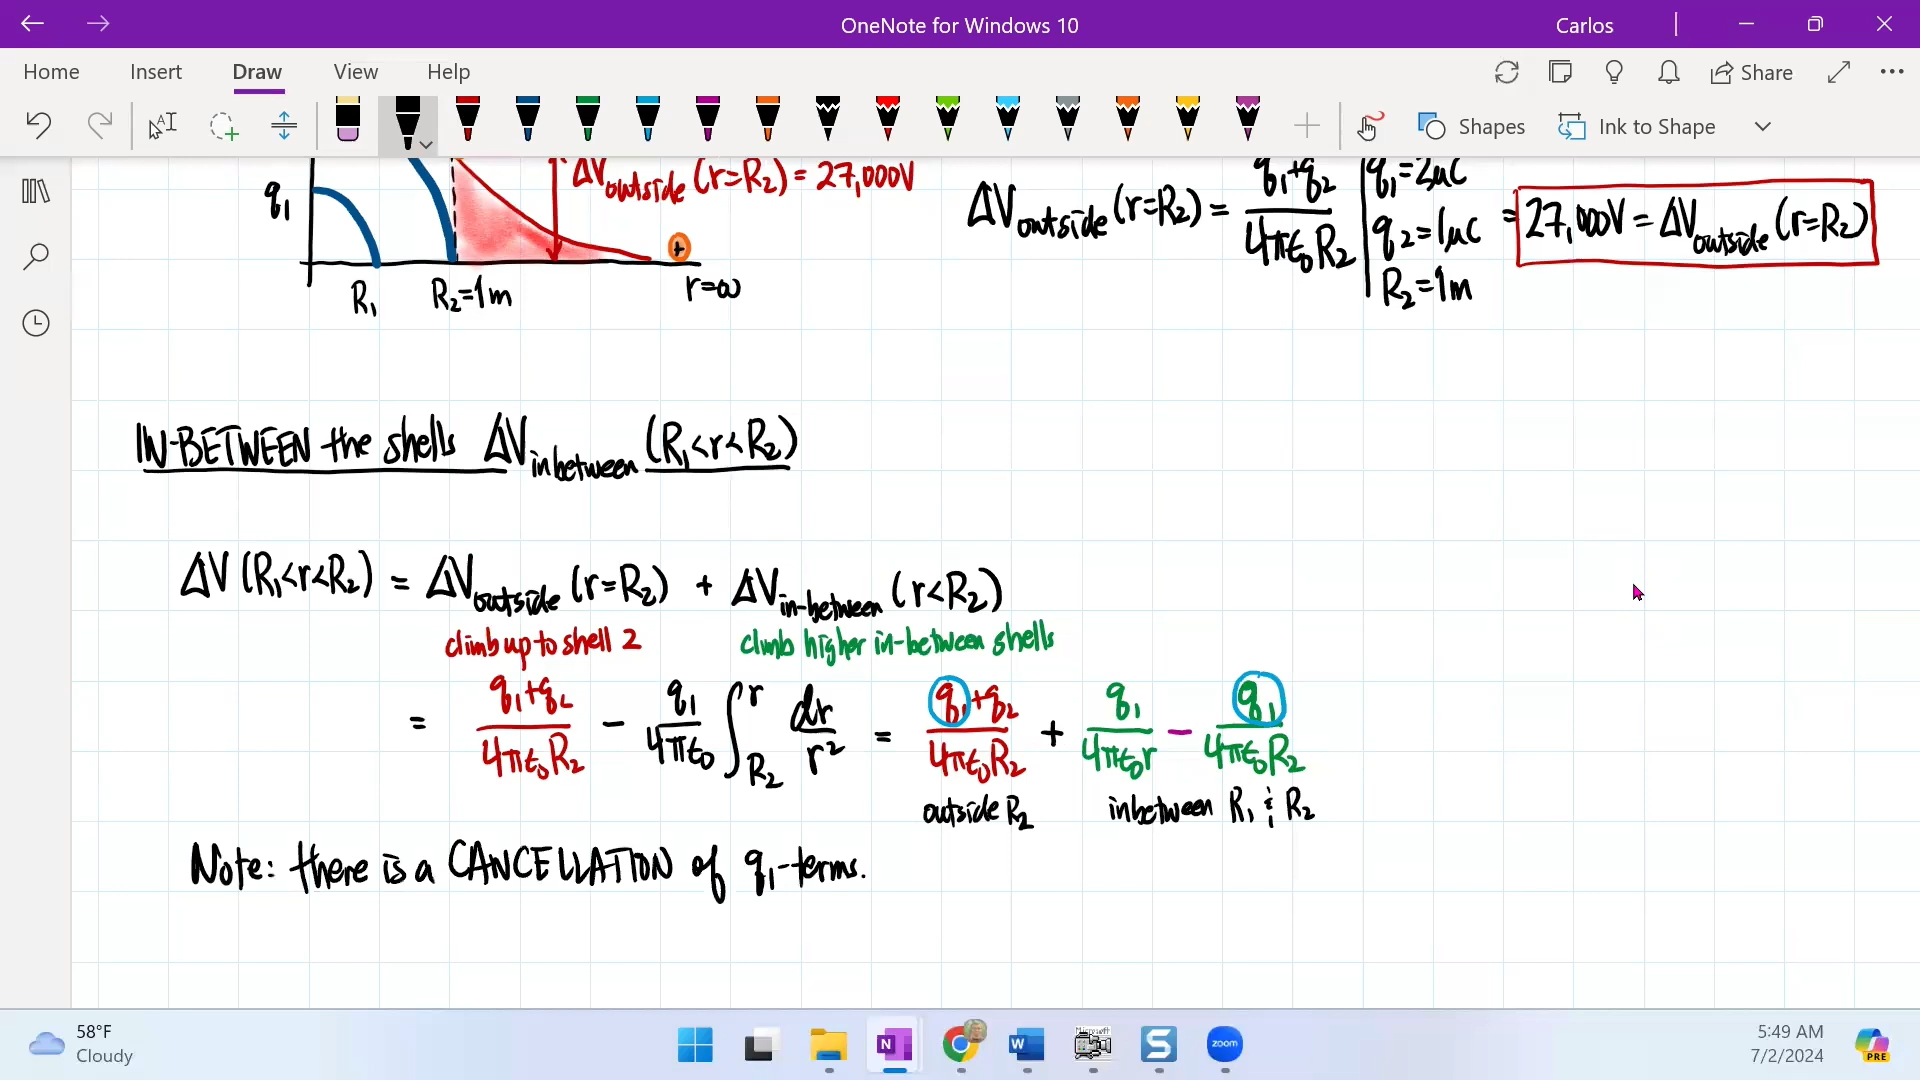 OneNote for Windows 10
Carlos
Home Insert Draw View Help
Share
Shapes Ink to Shape
q₁
ΔV_outside (r=R₂) = 27,000V
R₁ R₂=1m r=∞
ΔV_outside (r=R₂) = (q₁+q₂)/(4πε₀R₂) | q₁=2μC q₂=1μC R₂=1m = 27,000V = ΔV_outside (r=R₂)
IN-BETWEEN the shells ΔV_inbetween (R₁<r<R₂)
ΔV (R₁<r<R₂) = ΔV_outside (r=R₂) + ΔV_in-between (r<R₂)
climb up to shell 2 climb higher in-between shells
= (q₁+q₂)/(4πε₀R₂) − q₁/(4πε₀) ∫_R₂^r dr/r² = (q₁+q₂)/(4πε₀R₂) + q₁/(4πε₀r) − q₁/(4πε₀R₂)
outside R₂ inbetween R₁ & R₂
Note: there is a CANCELLATION of q₁-terms.
58°F
Cloudy
zoom
5:49 AM
7/2/2024
PRE